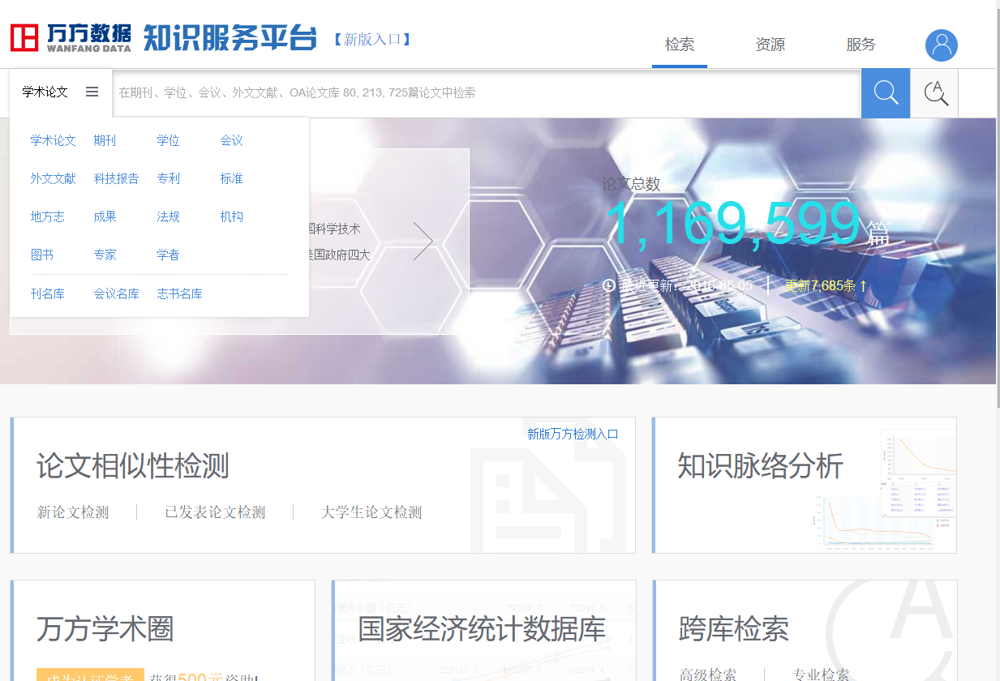 万方数据
WANFANG DATA
知识服务平台
【新版入口】
检索 资源 服务
学术论文
在期刊、学位、会议、外文文献、OA论文库 80, 213, 725篇论文中检索
学术论文 期刊 学位 会议
外文文献 科技报告 专利 标准
地方志 成果 法规 机构
图书 专家 学者
刊名库 会议名库 志书名库
国科学技术
美国政府四大
论文总数
1,169,599 篇
最近更新：2016-05-05
更新7,685条 ↑
新版万方检测入口
论文相似性检测
新论文检测 已发表论文检测 大学生论文检测
知识脉络分析
万方学术圈
成为认证学者 获得500元资助!
国家经济统计数据库
跨库检索
高级检索 专业检索